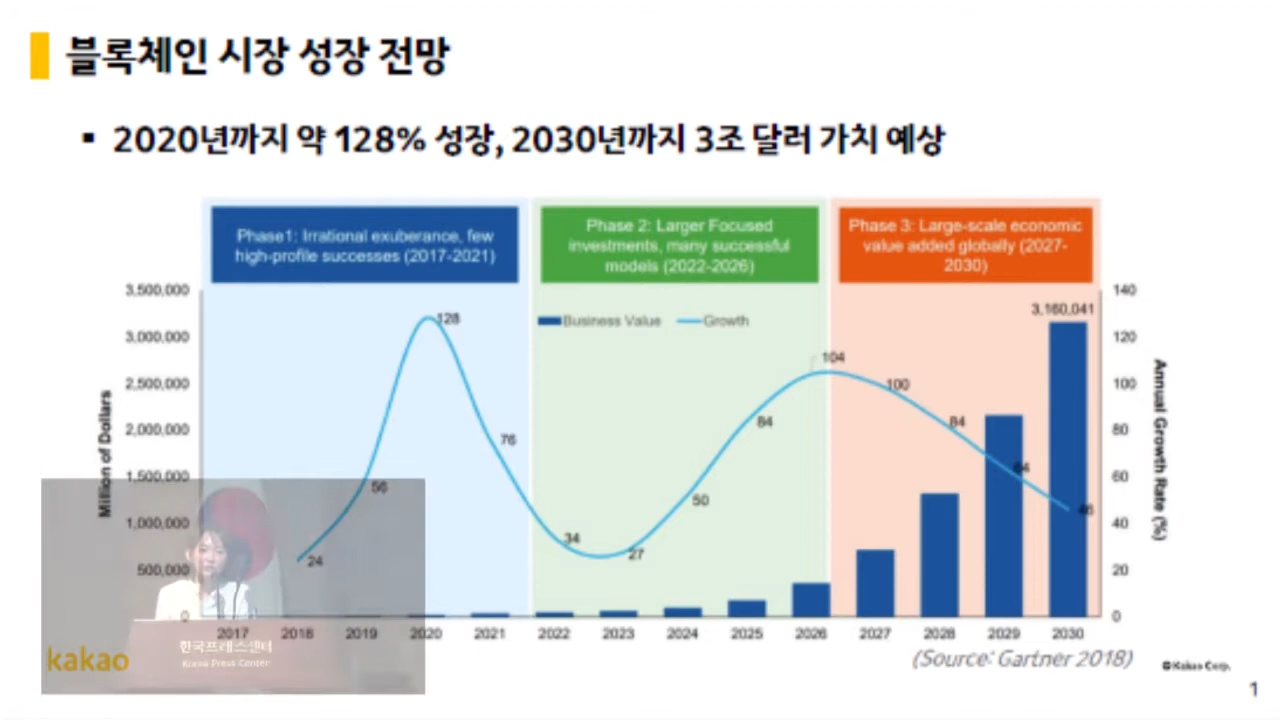 블록체인 시장 성장 전망
▪ 2020년까지 약 128% 성장, 2030년까지 3조 달러 가치 예상
Phase1: Irrational exuberance, few
high-profile successes (2017-2021)
Phase 2: Larger Focused
investments, many successful
models (2022-2026)
Phase 3: Large-scale economic
value added globally (2027-
2030)
Million of Dollars
3,500,000
3,000,000
2,500,000
2,000,000
1,500,000
1,000,000
500,000
0
Business Value
Growth
24
56
128
76
34
27
50
84
104
100
84
64
46
3,160,041
140
120
100
80
60
40
20
0
Annual Growth Rate (%)
2017 2018 2019 2020 2021 2022 2023 2024 2025 2026 2027 2028 2029 2030
한국프레스센터
Korea Press Center
kakao
(Source: Gartner 2018)
©Kakao Corp.
1